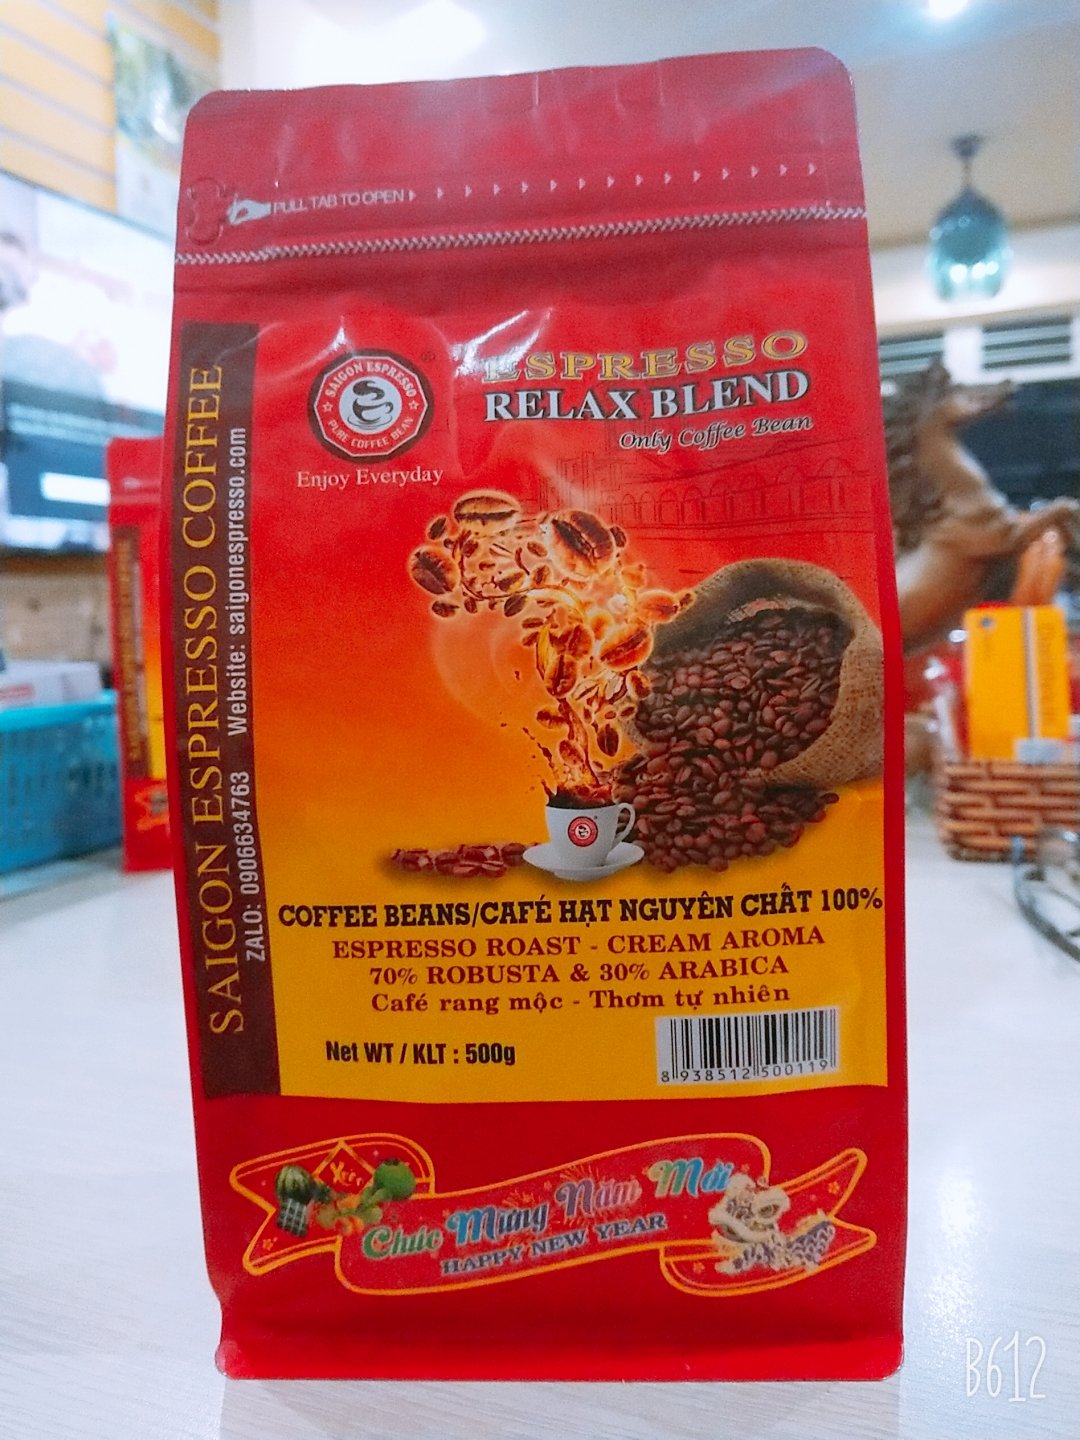 PULL TAB TO OPEN
SAIGON ESPRESSO COFFEE
ZALO: 0906634763 Website: saigonespresso.com
SAIGON ESPRESSO
PURE COFFEE BEAN
Enjoy Everyday
ESPRESSO
RELAX BLEND
Only Coffee Bean
COFFEE BEANS/CAFÉ HẠT NGUYÊN CHẤT 100%
ESPRESSO ROAST - CREAM AROMA
70% ROBUSTA & 30% ARABICA
Café rang mộc - Thơm tự nhiên
Net WT / KLT : 500g
8 938512 500119
Chúc Mừng Năm Mới
HAPPY NEW YEAR
B612